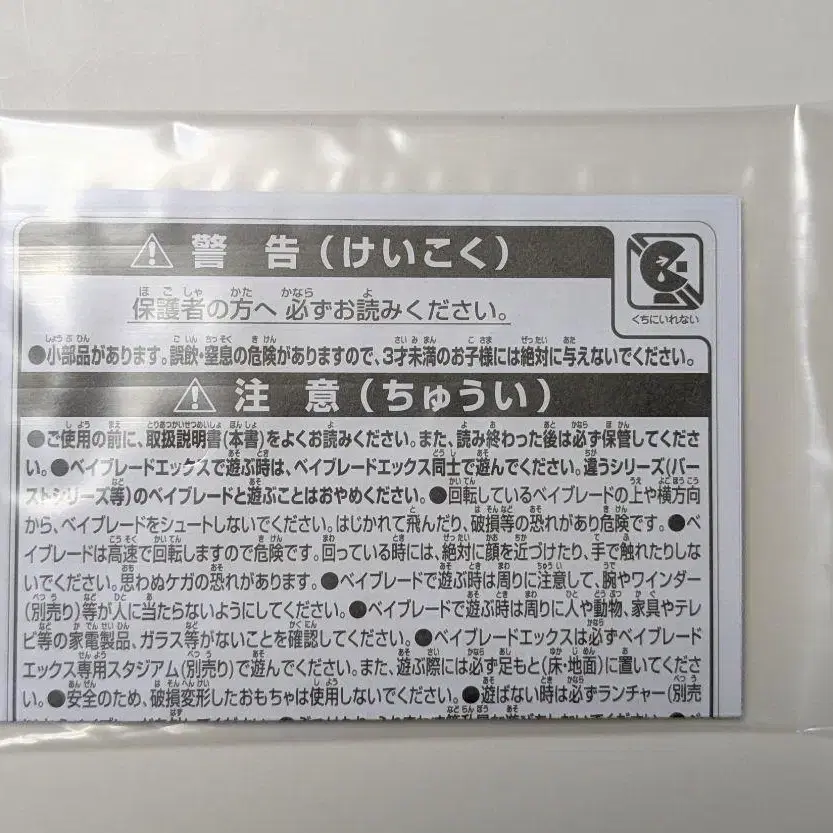 警告(けいこく)
くちにいれない
保護者の方へ 必ずお読みください。
●小部品があります。誤飲・窒息の危険がありますので、3才未満のお子様には絶対に与えないでください。
注意(ちゅうい)
●ご使用の前に、取扱説明書(本書)をよくお読みください。また、読み終わった後は必ず保管してくださ
い。●ベイブレードエックスで遊ぶ時は、ベイブレードエックス同士で遊んでください。違うシリーズ(バー
ストシリーズ等)のベイブレードと遊ぶことはおやめください。●回転しているベイブレードの上や横方向
から、ベイブレードをシュートしないでください。はじかれて飛んだり、破損等の恐れがあり危険です。●ベ
イブレードは高速で回転しますので危険です。回っている時には、絶対に顔を近づけたり、手で触れたりしな
いでください。思わぬケガの恐れがあります。●ベイブレードで遊ぶ時は周りに注意して、腕やワインダー
(別売り)等が人に当たらないようにしてください。●ベイブレードで遊ぶ時は周りに人や動物、家具やテレ
ビ等の家電製品、ガラス等がないことを確認してください。●ベイブレードエックスは必ずベイブレード
エックス専用スタジアム(別売り)で遊んでください。また、遊ぶ際には必ず足もと(床・地面)に置いてくださ
い。●安全のため、破損変形したおもちゃは使用しないでください。●遊ばない時は必ずランチャー(別売